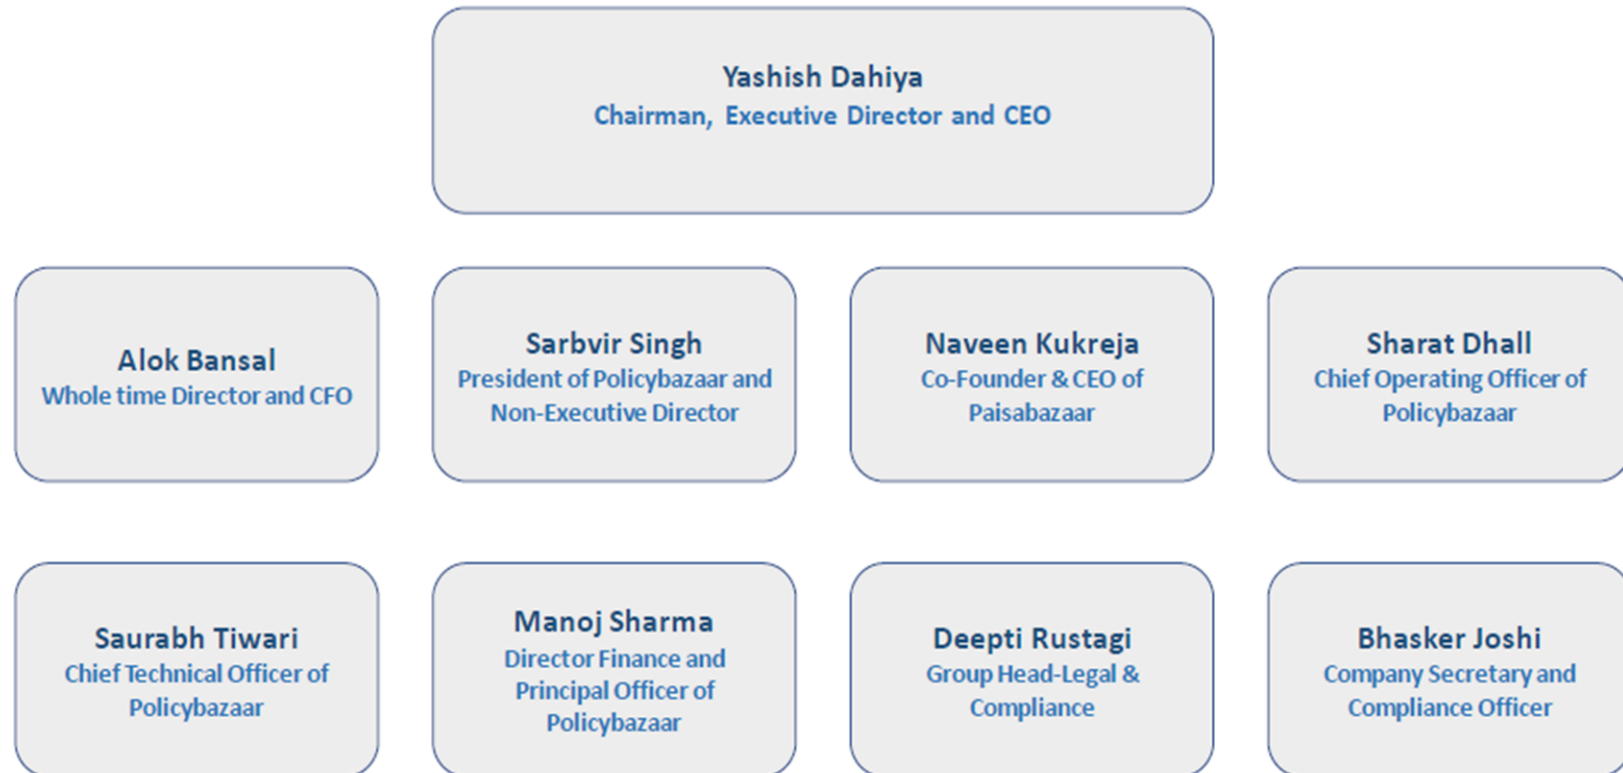 Yashish Dahiya
Chairman, Executive Director and CEO
Alok Bansal
Whole time Director and CFO
Sarbvir Singh
President of Policybazaar and
Non-Executive Director
Naveen Kukreja
Co-Founder & CEO of
Paisabazaar
Sharat Dhall
Chief Operating Officer of
Policybazaar
Saurabh Tiwari
Chief Technical Officer of
Policybazaar
Manoj Sharma
Director Finance and
Principal Officer of
Policybazaar
Deepti Rustagi
Group Head-Legal &
Compliance
Bhasker Joshi
Company Secretary and
Compliance Officer